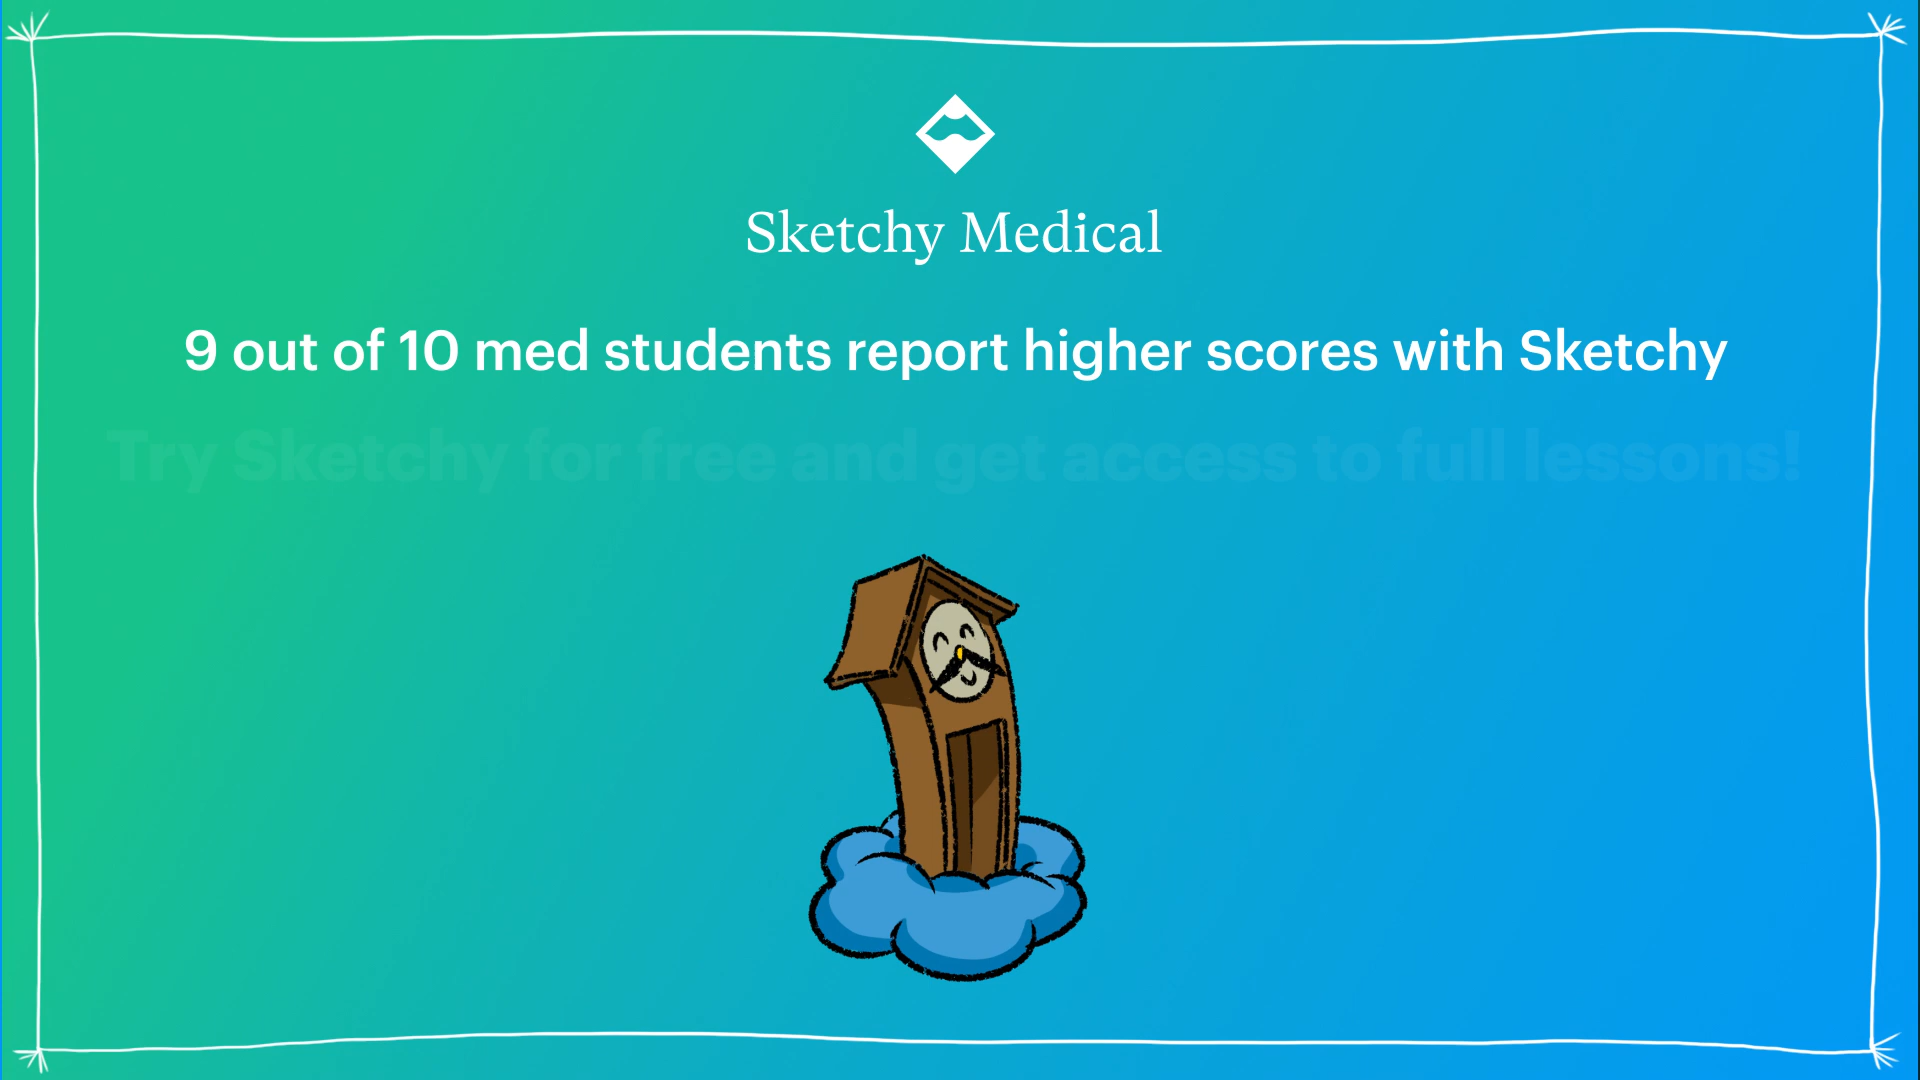 Sketchy Medical
9 out of 10 med students report higher scores with Sketchy
Try Sketchy for free and get access to full lessons!